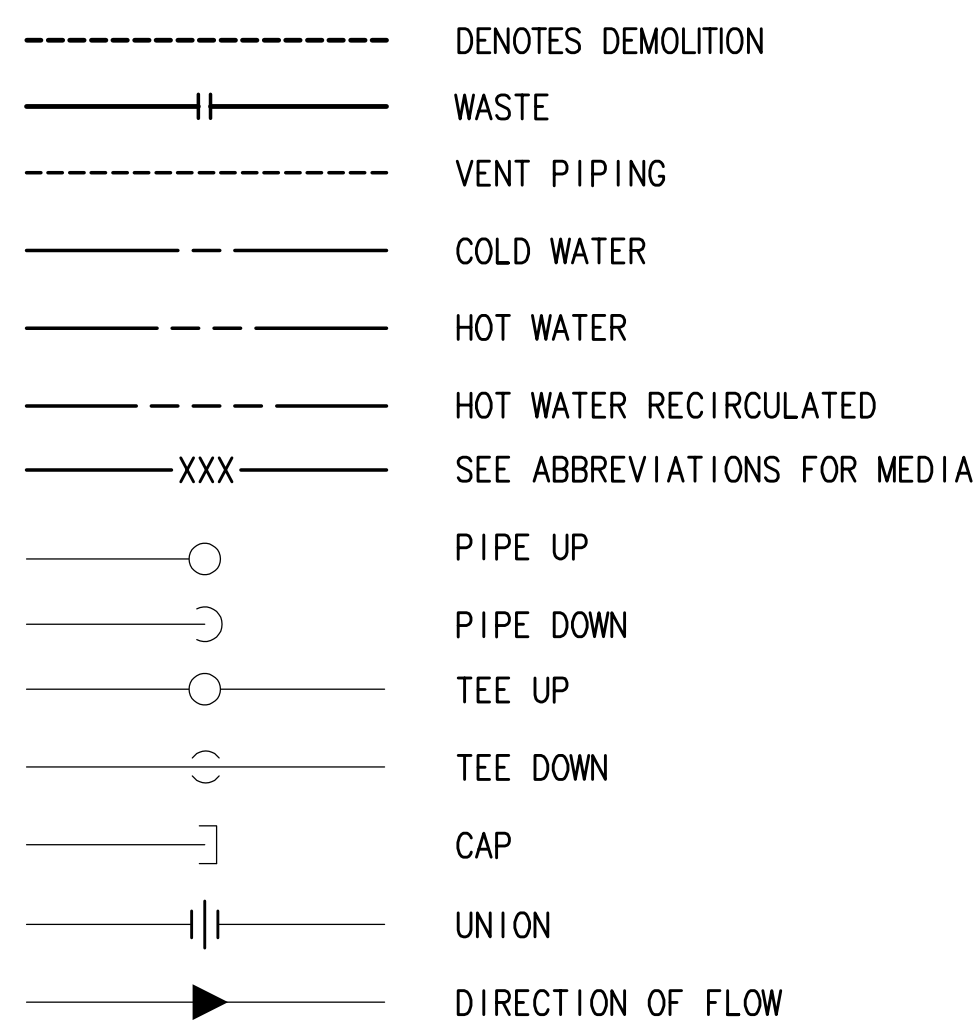 DENOTES DEMOLITION
WASTE
VENT PIPING
COLD WATER
HOT WATER
HOT WATER RECIRCULATED
XXX SEE ABBREVIATIONS FOR MEDIA
PIPE UP
PIPE DOWN
TEE UP
TEE DOWN
CAP
UNION
DIRECTION OF FLOW